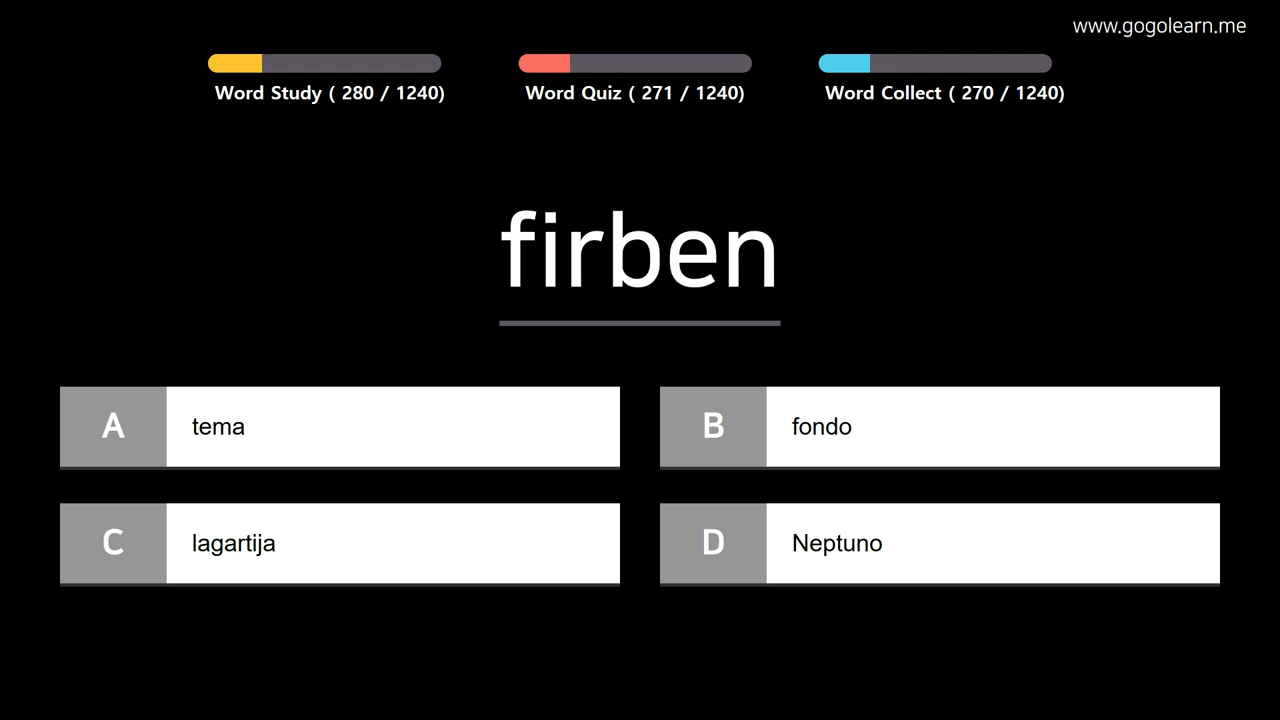 www.gogolearn.me
Word Study ( 280 / 1240)
Word Quiz ( 271 / 1240)
Word Collect ( 270 / 1240)
firben
A tema
B fondo
C lagartija
D Neptuno